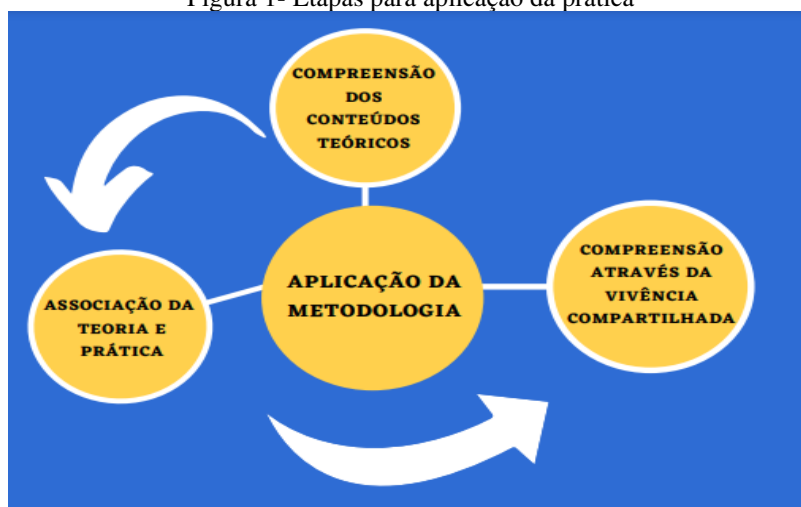 Figura 1- Etapas para aplicação da prática
COMPREENSÃO
DOS
CONTEÚDOS
TEÓRICOS
APLICAÇÃO DA
METODOLOGIA
ASSOCIAÇÃO DA
TEORIA E
PRÁTICA
COMPREENSÃO
ATRAVÉS DA
VIVÊNCIA
COMPARTILHADA